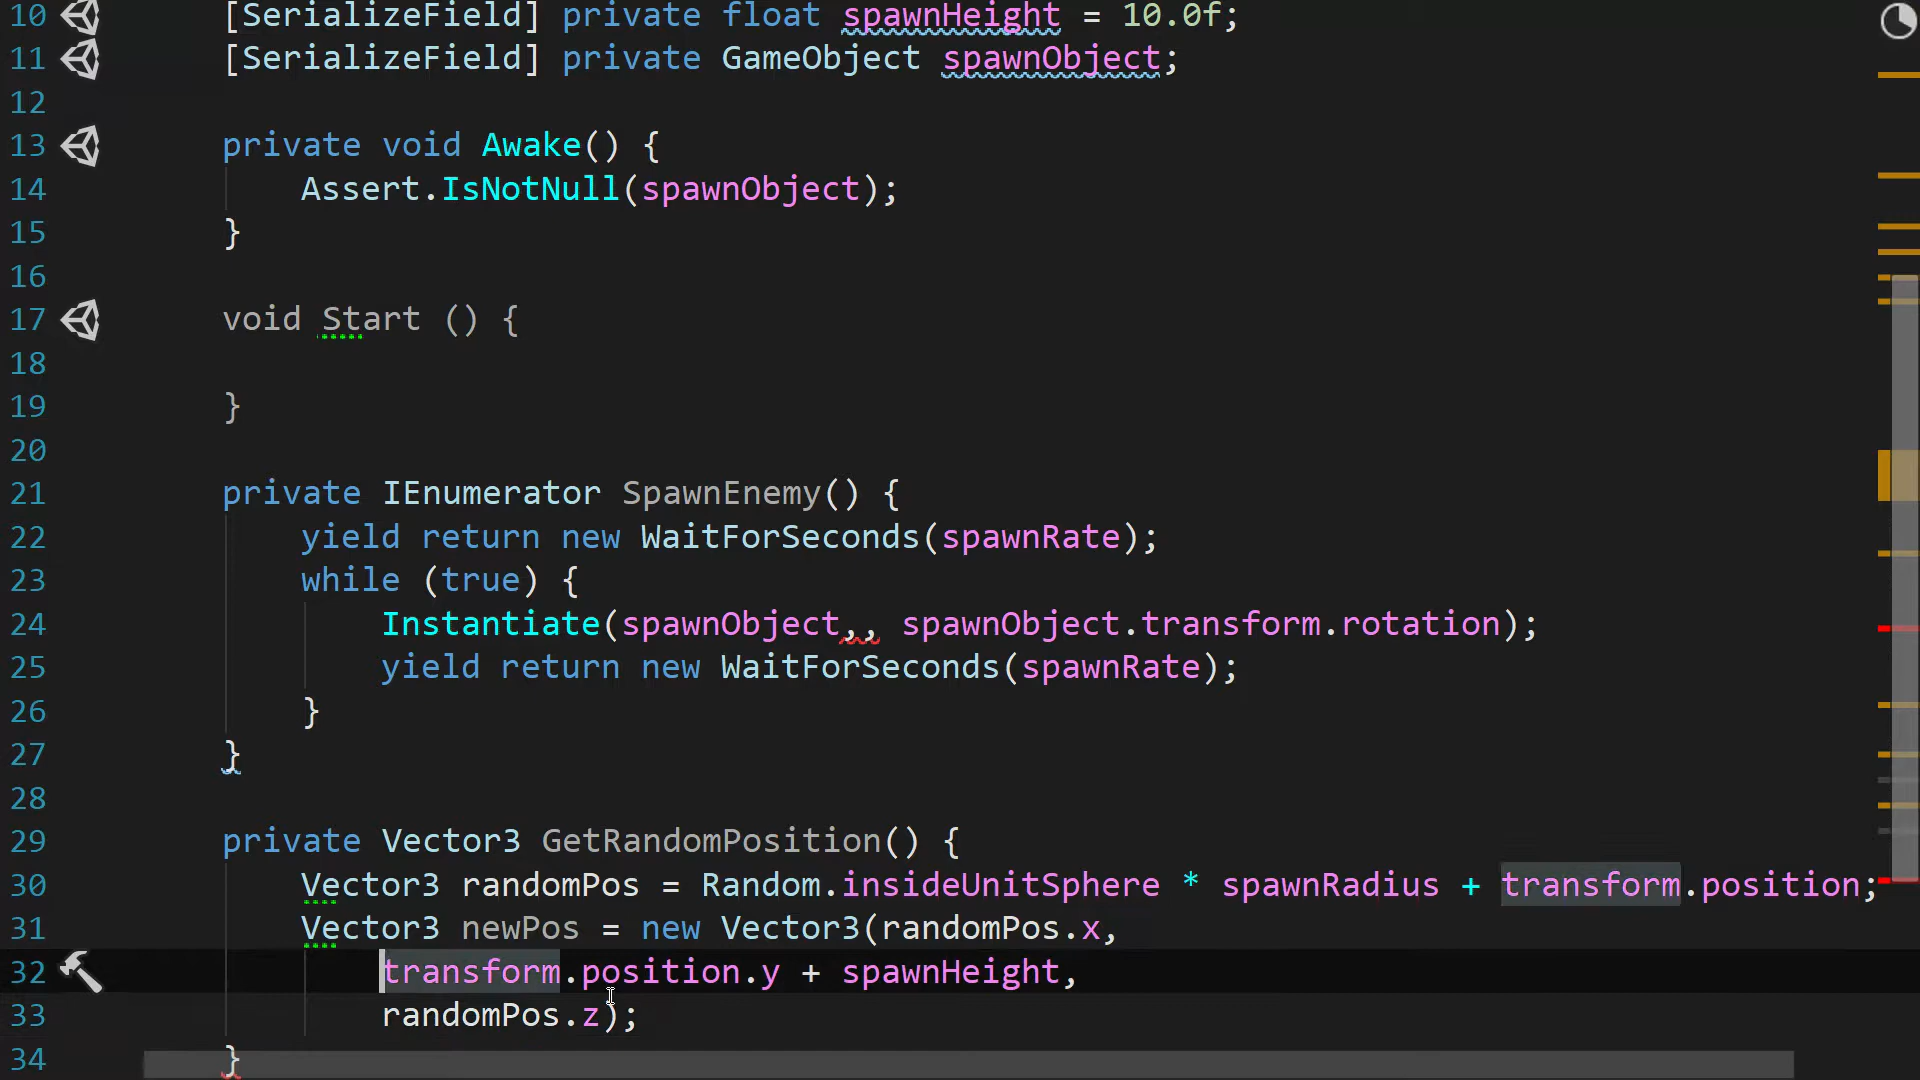 10 [SerializeField] private float spawnHeight = 10.0f;
11 [SerializeField] private GameObject spawnObject;
12
13 private void Awake() {
14 Assert.IsNotNull(spawnObject);
15 }
16
17 void Start () {
18
19 }
20
21 private IEnumerator SpawnEnemy() {
22 yield return new WaitForSeconds(spawnRate);
23 while (true) {
24 Instantiate(spawnObject,, spawnObject.transform.rotation);
25 yield return new WaitForSeconds(spawnRate);
26 }
27 }
28
29 private Vector3 GetRandomPosition() {
30 Vector3 randomPos = Random.insideUnitSphere * spawnRadius + transform.position;
31 Vector3 newPos = new Vector3(randomPos.x,
32 transform.position.y + spawnHeight,
33 randomPos.z);
34 }